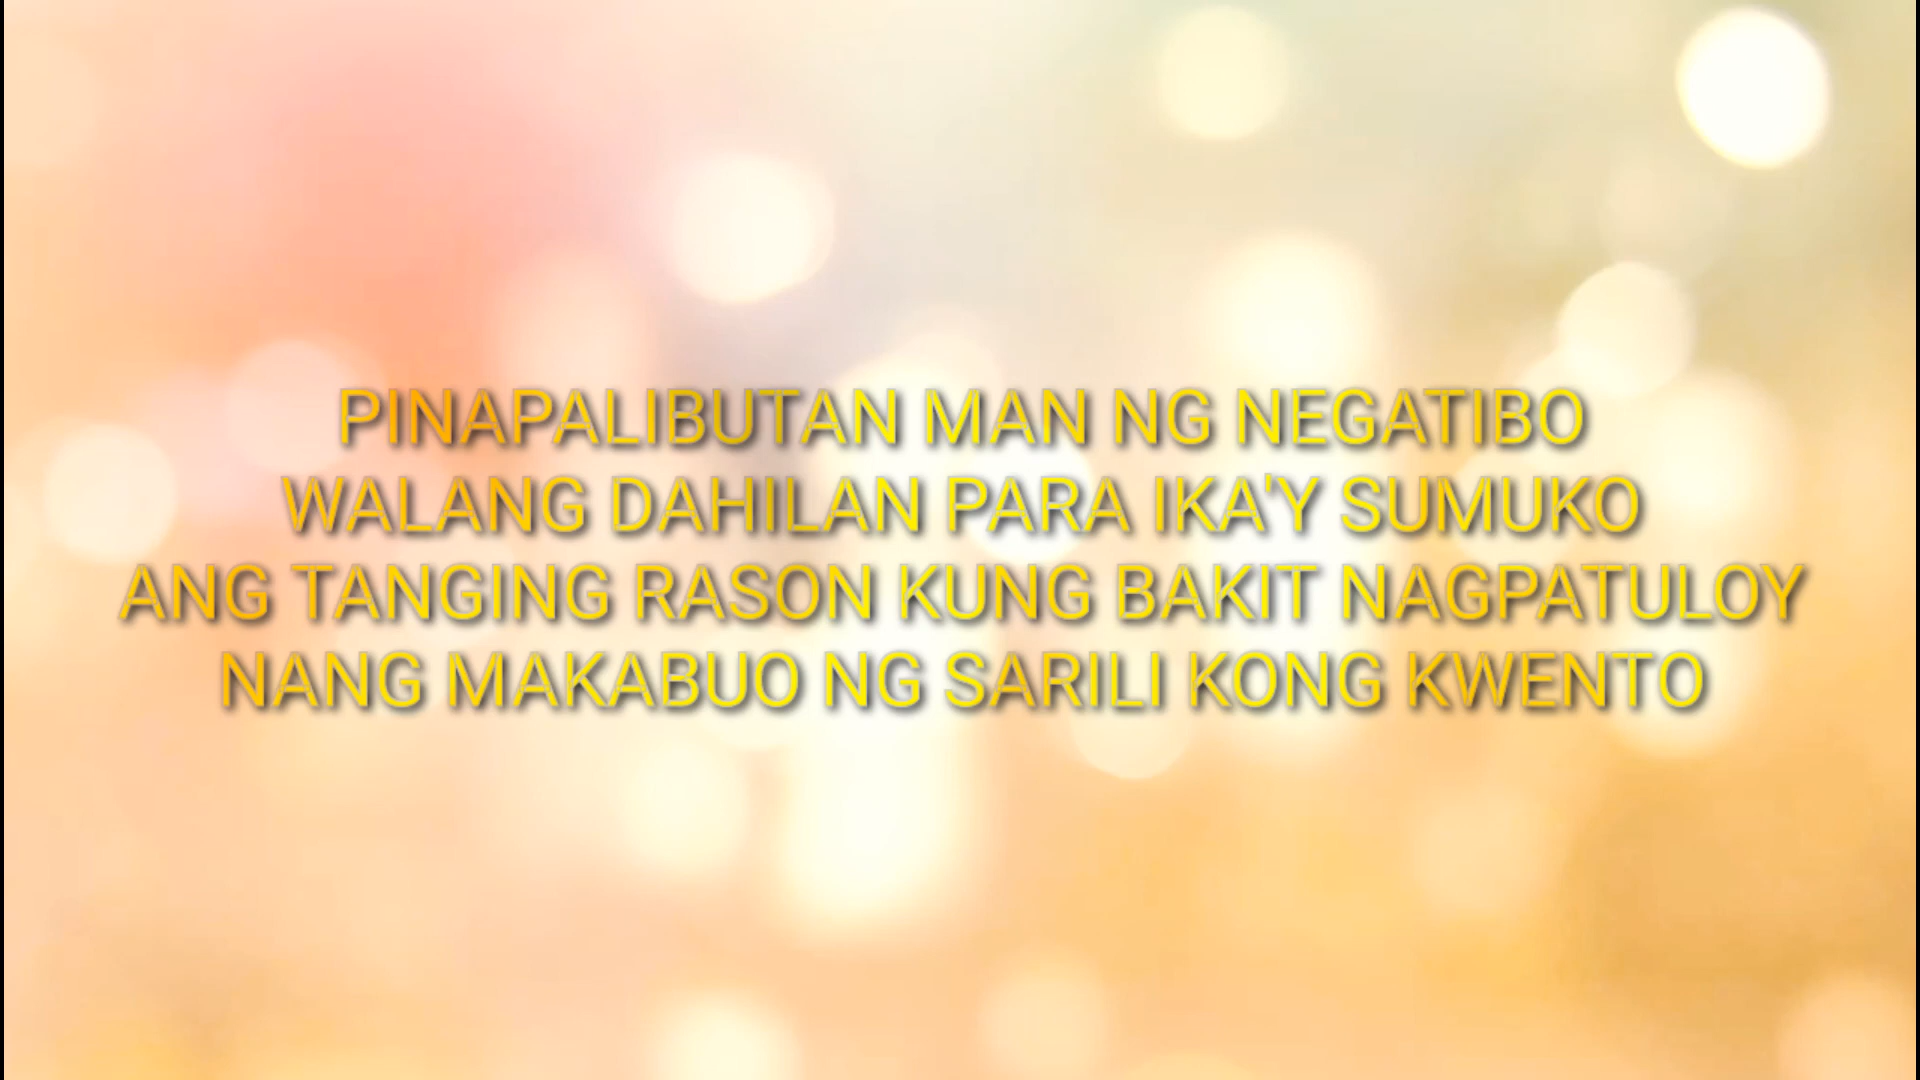 PINAPALIBUTAN MAN NG NEGATIBO
WALANG DAHILAN PARA IKA'Y SUMUKO
ANG TANGING RASON KUNG BAKIT NAGPATULOY
NANG MAKABUO NG SARILI KONG KWENTO